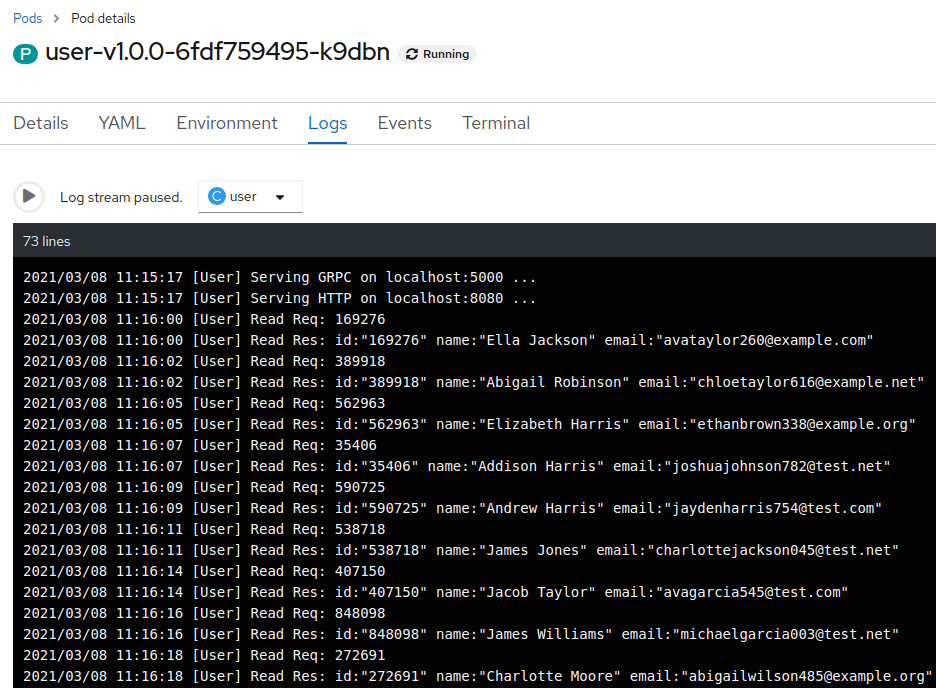 Pods > Pod details
P user-v1.0.0-6fdf759495-k9dbn Running
Details YAML Environment Logs Events Terminal
Log stream paused. C user
73 lines
2021/03/08 11:15:17 [User] Serving GRPC on localhost:5000 ...
2021/03/08 11:15:17 [User] Serving HTTP on localhost:8080 ...
2021/03/08 11:16:00 [User] Read Req: 169276
2021/03/08 11:16:00 [User] Read Res: id:"169276" name:"Ella Jackson" email:"avataylor260@example.com"
2021/03/08 11:16:02 [User] Read Req: 389918
2021/03/08 11:16:02 [User] Read Res: id:"389918" name:"Abigail Robinson" email:"chloetaylor616@example.net"
2021/03/08 11:16:05 [User] Read Req: 562963
2021/03/08 11:16:05 [User] Read Res: id:"562963" name:"Elizabeth Harris" email:"ethanbrown338@example.org"
2021/03/08 11:16:07 [User] Read Req: 35406
2021/03/08 11:16:07 [User] Read Res: id:"35406" name:"Addison Harris" email:"joshuajohnson782@test.net"
2021/03/08 11:16:09 [User] Read Req: 590725
2021/03/08 11:16:09 [User] Read Res: id:"590725" name:"Andrew Harris" email:"jaydenharris754@test.com"
2021/03/08 11:16:11 [User] Read Req: 538718
2021/03/08 11:16:11 [User] Read Res: id:"538718" name:"James Jones" email:"charlottejackson045@test.net"
2021/03/08 11:16:14 [User] Read Req: 407150
2021/03/08 11:16:14 [User] Read Res: id:"407150" name:"Jacob Taylor" email:"avagarcia545@test.com"
2021/03/08 11:16:16 [User] Read Req: 848098
2021/03/08 11:16:16 [User] Read Res: id:"848098" name:"James Williams" email:"michaelgarcia003@test.net"
2021/03/08 11:16:18 [User] Read Req: 272691
2021/03/08 11:16:18 [User] Read Res: id:"272691" name:"Charlotte Moore" email:"abigailwilson485@example.org"